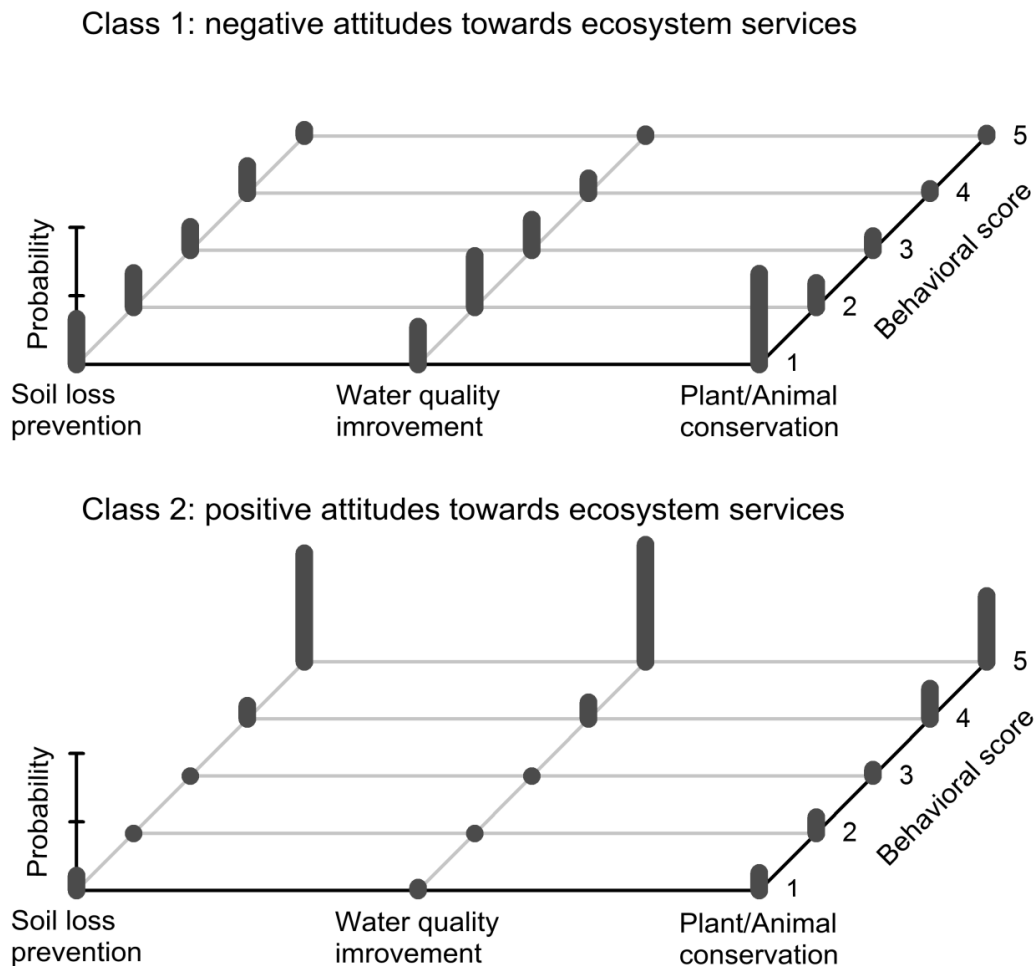 Class 1: negative attitudes towards ecosystem services
Probability
5
4
3
2
1
Behavioral score
Soil loss
prevention
Water quality
imrovement
Plant/Animal
conservation
Class 2: positive attitudes towards ecosystem services
Probability
5
4
3
2
1
Behavioral score
Soil loss
prevention
Water quality
imrovement
Plant/Animal
conservation